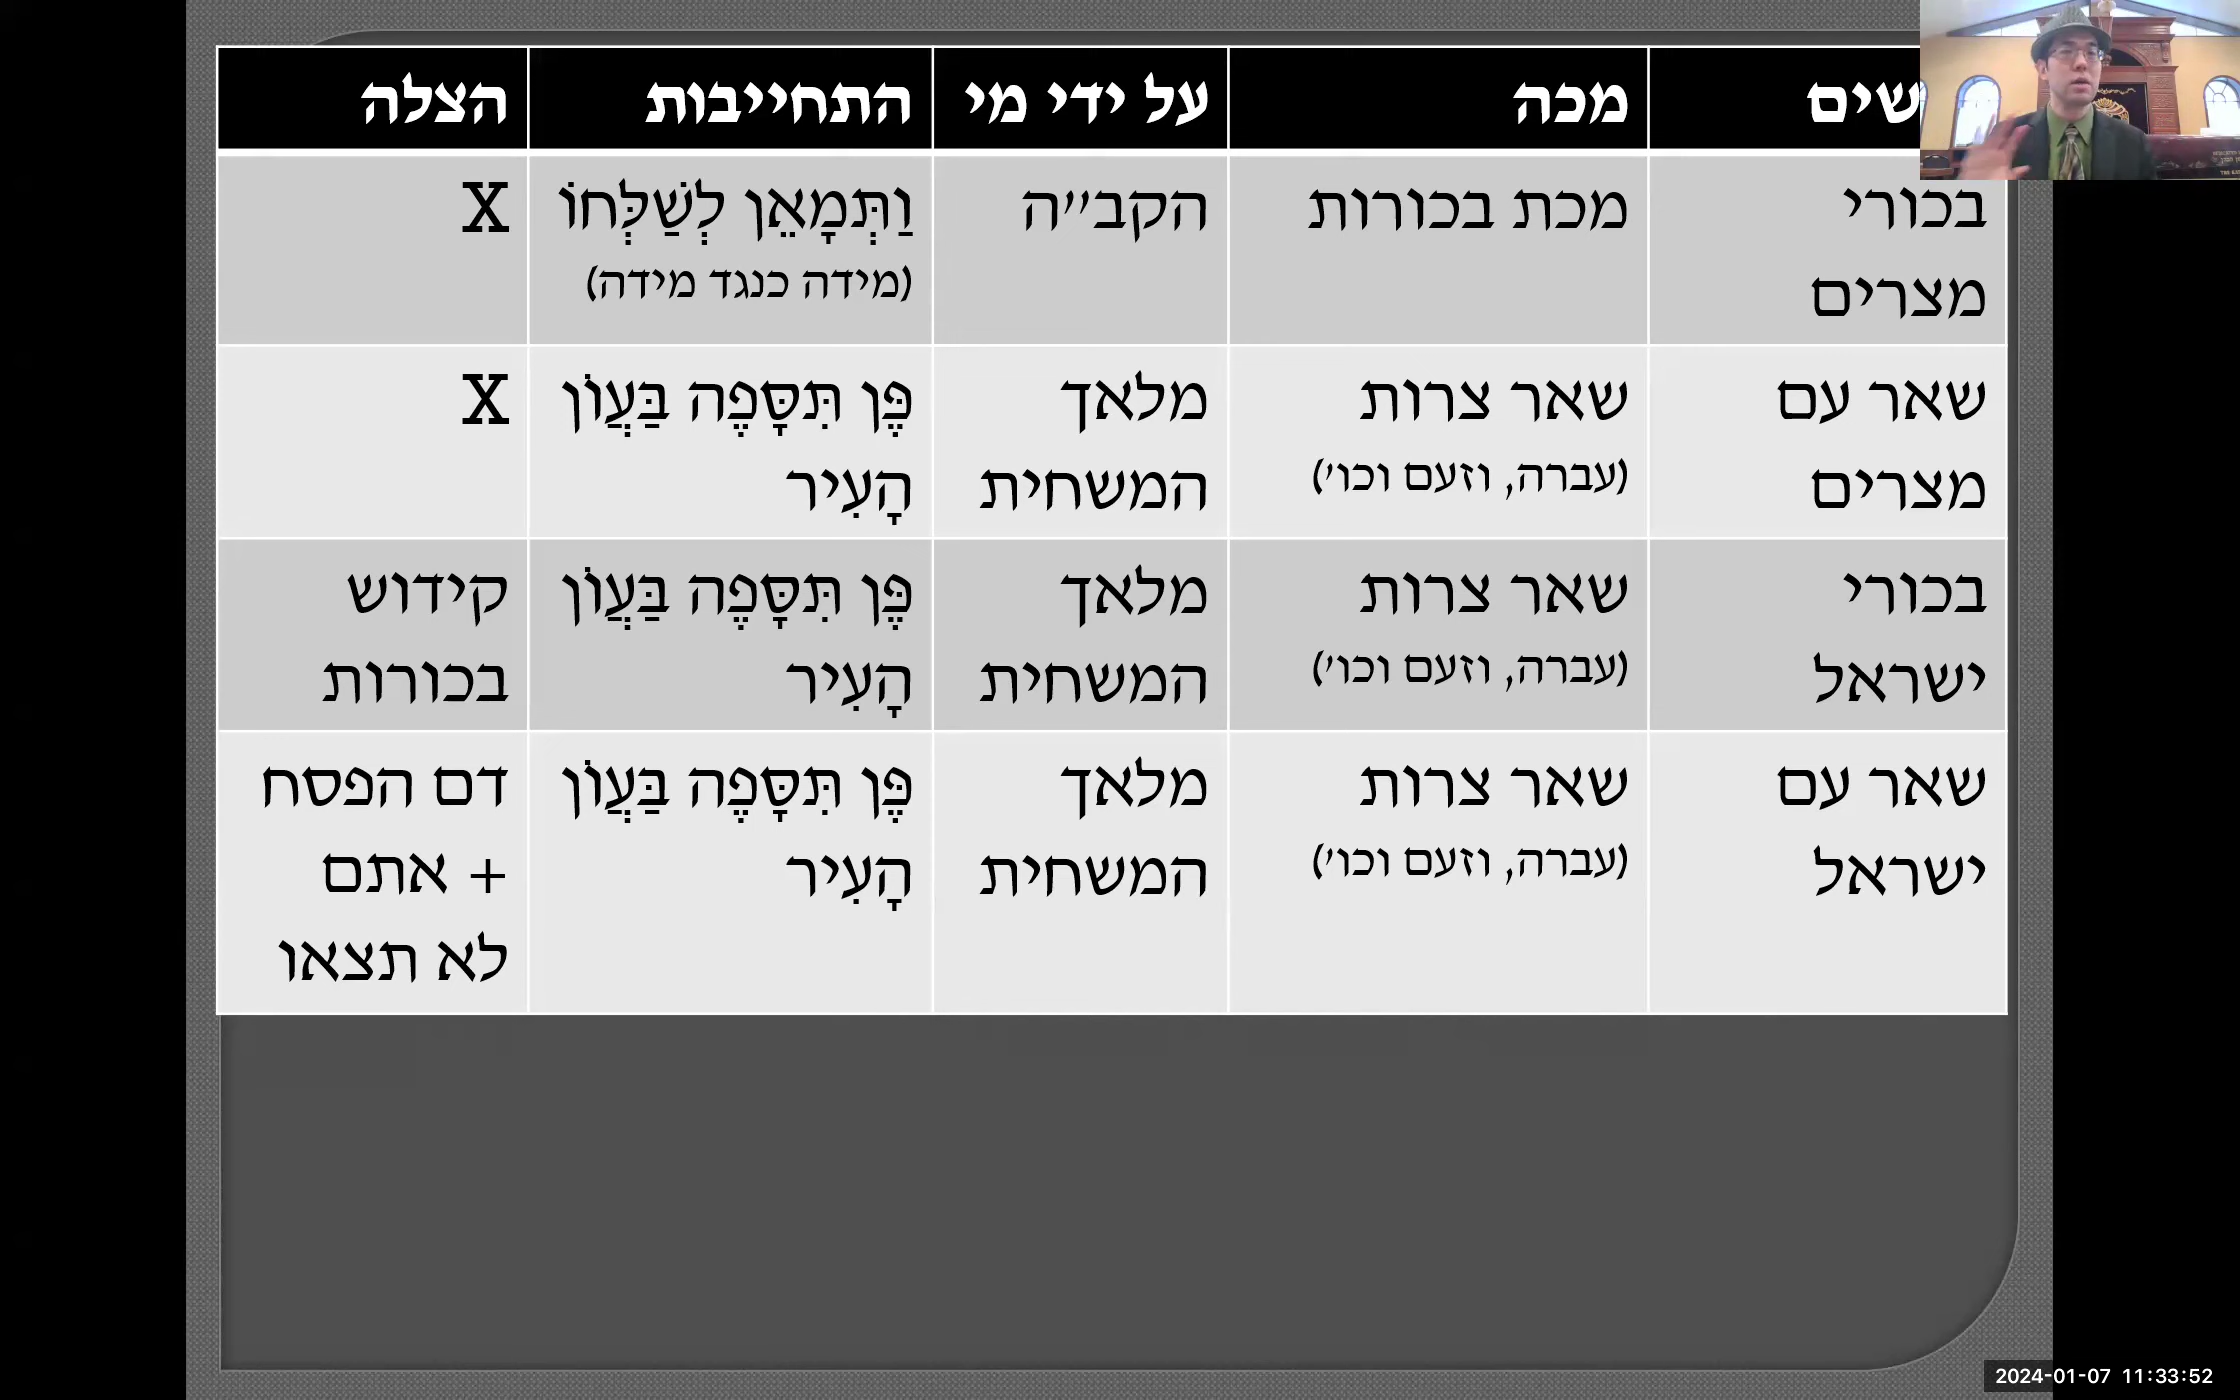 מכה על ידי מי התחייבות הצלה
בכורי מכת בכורות הקב״ה וַתְּמָאֵן לְשַׁלְּחוֹ X
מצרים (מידה כנגד מידה)
שאר עם שאר צרות מלאך פֶּן תִּסָּפֶה בַּעֲוֹן X
מצרים (עברה, וזעם וכו׳) המשחית הָעִיר
בכורי שאר צרות מלאך פֶּן תִּסָּפֶה בַּעֲוֹן קידוש
ישראל (עברה, וזעם וכו׳) המשחית הָעִיר בכורות
שאר עם שאר צרות מלאך פֶּן תִּסָּפֶה בַּעֲוֹן דם הפסח
ישראל (עברה, וזעם וכו׳) המשחית הָעִיר + אתם
לא תצאו
2024-01-07 11:33:52